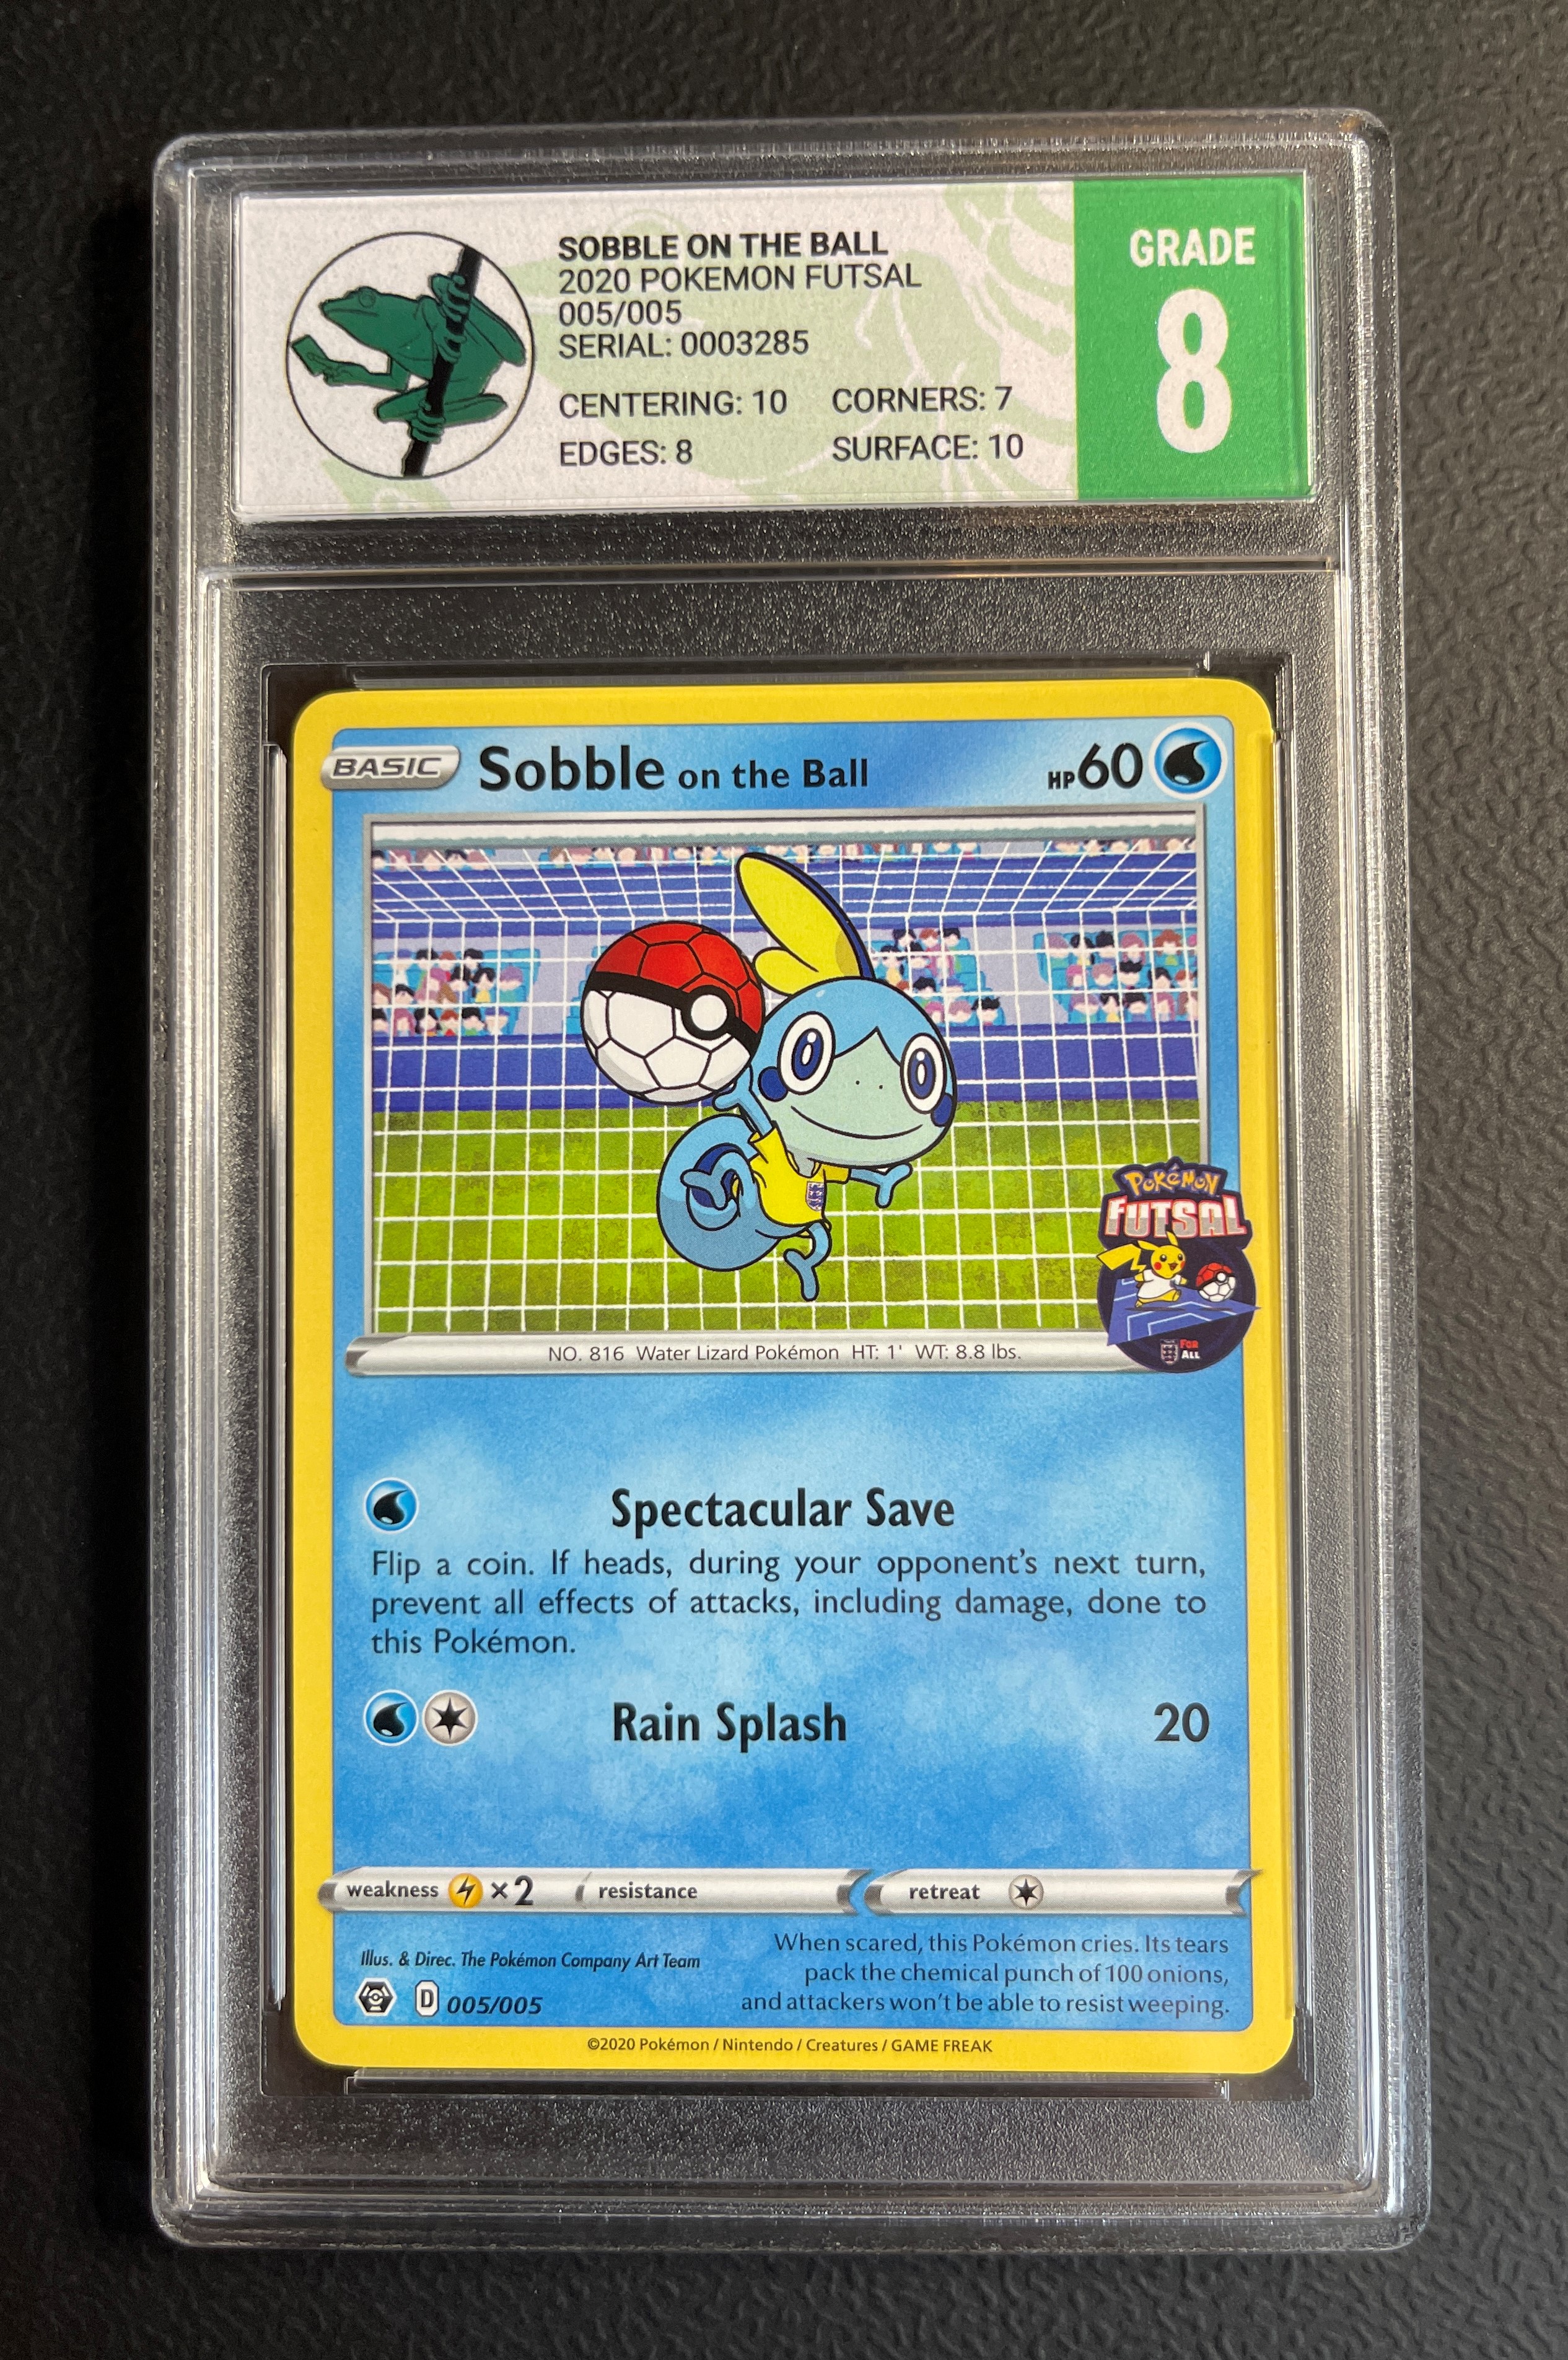 SOBBLE ON THE BALL
2020 POKEMON FUTSAL
005/005
SERIAL: 0003285
CENTERING: 10 CORNERS: 7
EDGES: 8 SURFACE: 10
GRADE
8
BASIC Sobble on the Ball HP 60
POKéMON
FUTSAL
FOR
ALL
NO. 816 Water Lizard Pokémon HT: 1' WT: 8.8 lbs.
Spectacular Save
Flip a coin. If heads, during your opponent's next turn,
prevent all effects of attacks, including damage, done to
this Pokémon.
Rain Splash 20
weakness ×2 resistance retreat
Illus. & Direc. The Pokémon Company Art Team
D 005/005
When scared, this Pokémon cries. Its tears
pack the chemical punch of 100 onions,
and attackers won't be able to resist weeping.
©2020 Pokémon / Nintendo / Creatures / GAME FREAK